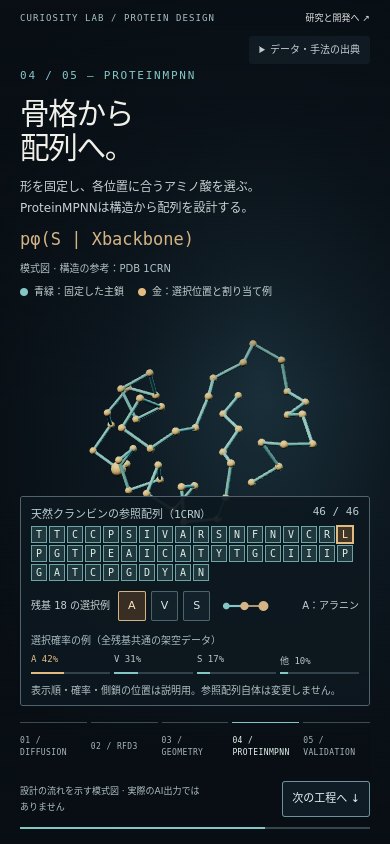 CURIOSITY LAB / PROTEIN DESIGN
研究と開発へ ↗
▶ データ・手法の出典
04 / 05 — PROTEINMPNN
骨格から
配列へ。
形を固定し、各位置に合うアミノ酸を選ぶ。
ProteinMPNNは構造から配列を設計する。
pφ(S | Xbackbone)
模式図・構造の参考：PDB 1CRN
青緑：固定した主鎖 金：選択位置と割り当て例
天然クランビンの参照配列（1CRN） 46 / 46
T T C C P S I V A R S N F N V C R L
P G T P E A I C A T Y T G C I I I P
G A T C P G D Y A N
残基 18 の選択例 A V S A：アラニン
選択確率の例（全残基共通の架空データ）
A 42% V 31% S 17% 他 10%
表示順・確率・側鎖の位置は説明用。参照配列自体は変更しません。
01 / DIFFUSION
02 / RFD3
03 / GEOMETRY
04 / PROTEINMPNN
05 / VALIDATION
設計の流れを示す模式図・実際のAI出力では
ありません
次の工程へ ↓